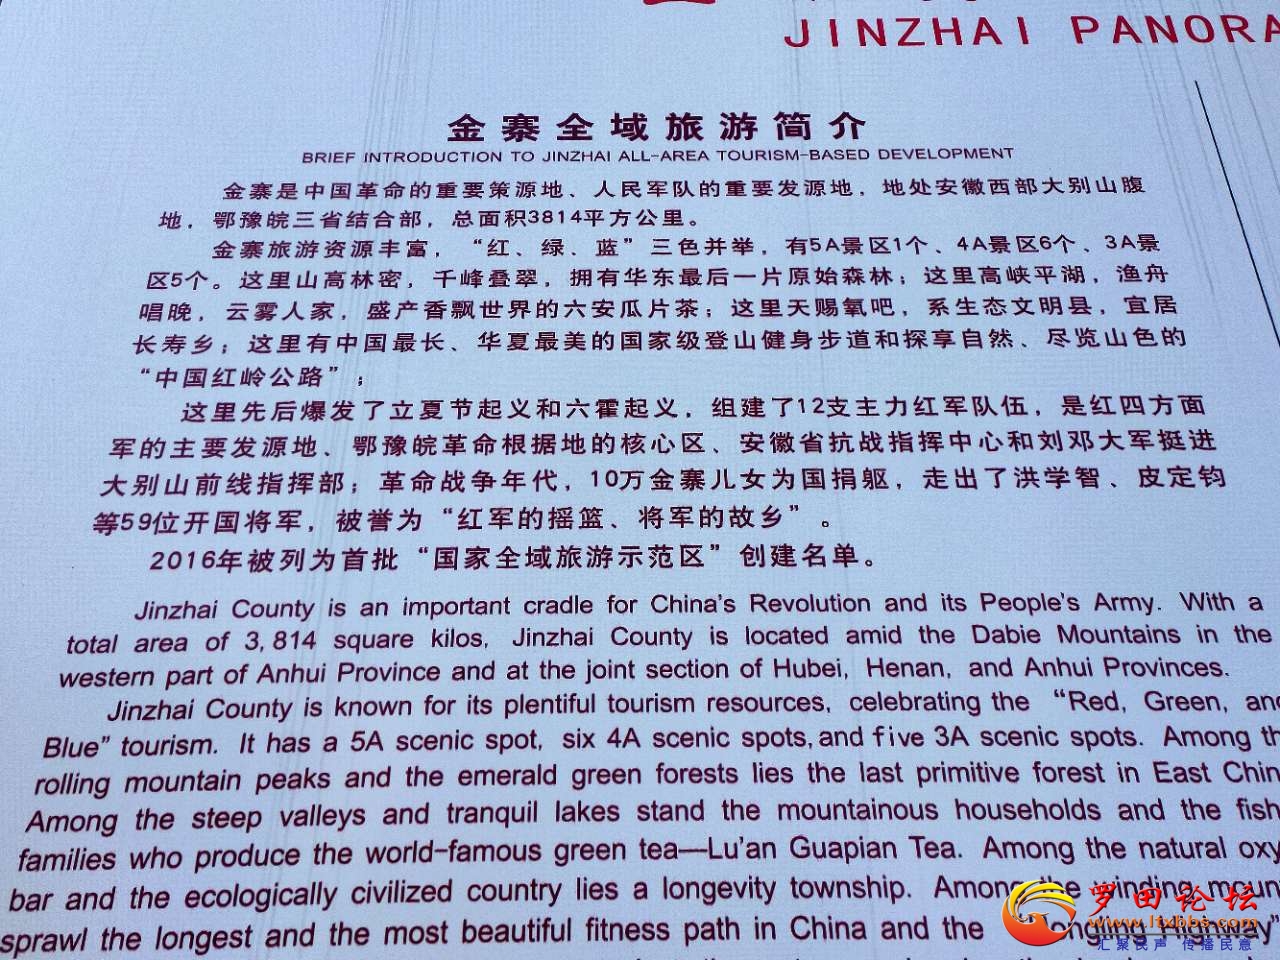 JINZHAI PANORA
金寨全域旅游简介
BRIEF INTRODUCTION TO JINZHAI ALL-AREA TOURISM-BASED DEVELOPMENT
金寨是中国革命的重要策源地、人民军队的重要发源地，地处安徽西部大别山腹
地，鄂豫皖三省结合部，总面积3814平方公里。
金寨旅游资源丰富，“红、绿、蓝”三色并举，有5A景区1个、4A景区6个、3A景
区5个。这里山高林密，千峰叠翠，拥有华东最后一片原始森林；这里高峡平湖，渔舟
唱晚，云雾人家，盛产香飘世界的六安瓜片茶；这里天赐氧吧，系生态文明县，宜居
长寿乡；这里有中国最长、华夏最美的国家级登山健身步道和探享自然、尽览山色的
“中国红岭公路”；
这里先后爆发了立夏节起义和六霍起义，组建了12支主力红军队伍，是红四方面
军的主要发源地、鄂豫皖革命根据地的核心区、安徽省抗战指挥中心和刘邓大军挺进
大别山前线指挥部；革命战争年代，10万金寨儿女为国捐躯，走出了洪学智、皮定钧
等59位开国将军，被誉为“红军的摇篮、将军的故乡”。
2016年被列为首批“国家全域旅游示范区”创建名单。
Jinzhai County is an important cradle for China's Revolution and its People's Army. With a
total area of 3,814 square kilos, Jinzhai County is located amid the Dabie Mountains in the
western part of Anhui Province and at the joint section of Hubei, Henan, and Anhui Provinces.
Jinzhai County is known for its plentiful tourism resources, celebrating the “Red, Green, and
Blue” tourism. It has a 5A scenic spot, six 4A scenic spots, and five 3A scenic spots. Among th
rolling mountain peaks and the emerald green forests lies the last primitive forest in East Chin
Among the steep valleys and tranquil lakes stand the mountainous households and the fish
families who produce the world-famous green tea—Lu'an Guapian Tea. Among the natural oxy
bar and the ecologically civilized country lies a longevity township. Among the winding moun
sprawl the longest and the most beautiful fitness path in China and the Highway”
罗田论坛
www.ltxbbs.com
汇聚民声 传播民意